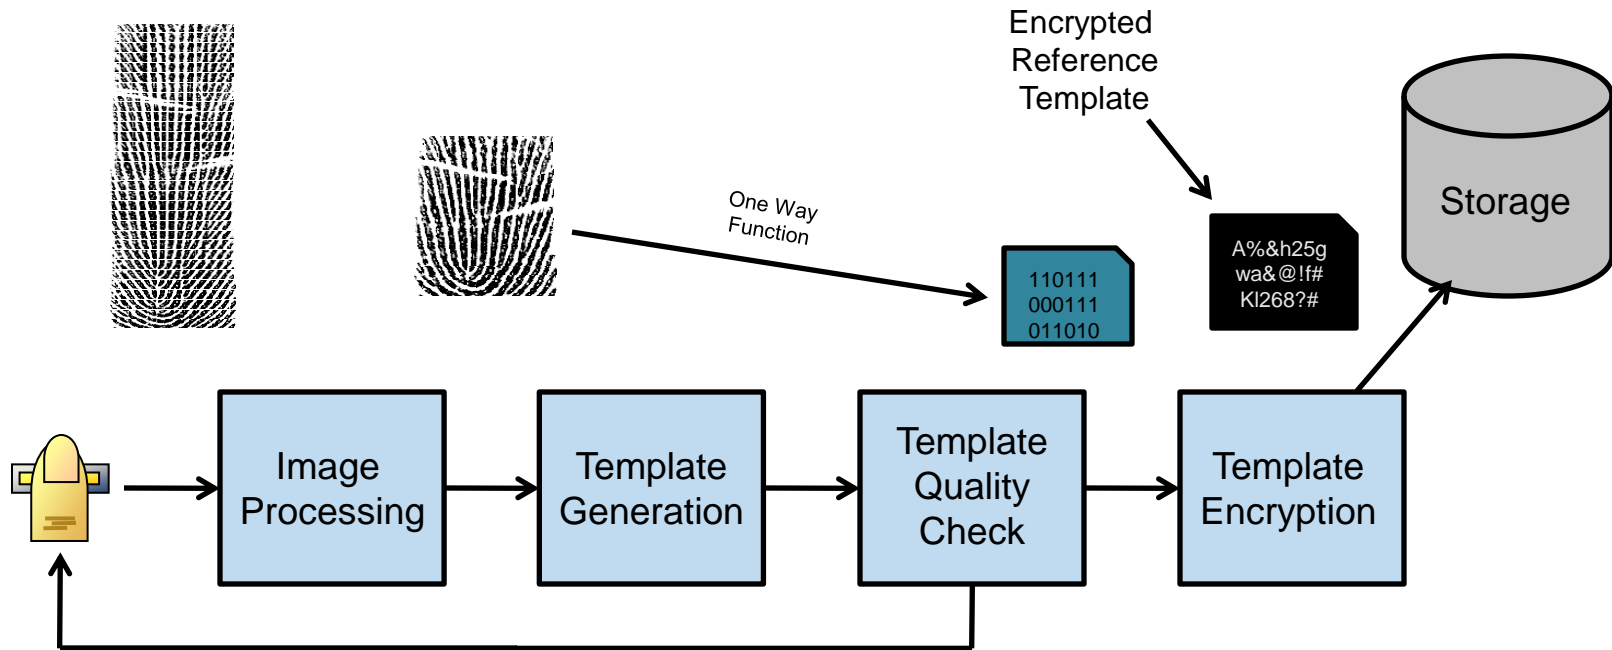 Encrypted
Reference
Template
Storage
One Way
Function
110111
000111
011010
A%&h25g
wa&@!f#
Kl268?#
Image
Processing
Template
Generation
Template
Quality
Check
Template
Encryption